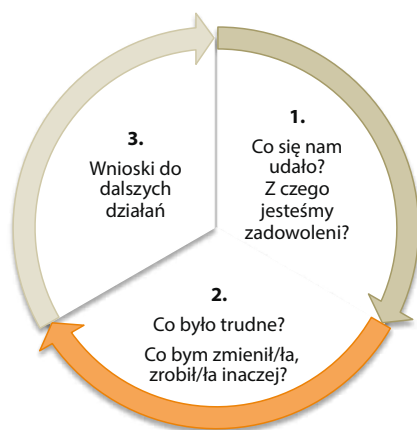 1.
Co się nam
udało?
Z czego
jesteśmy
zadowoleni?
2.
Co było trudne?
Co bym zmienił/ła,
zrobił/ła inaczej?
3.
Wnioski do
dalszych
działań